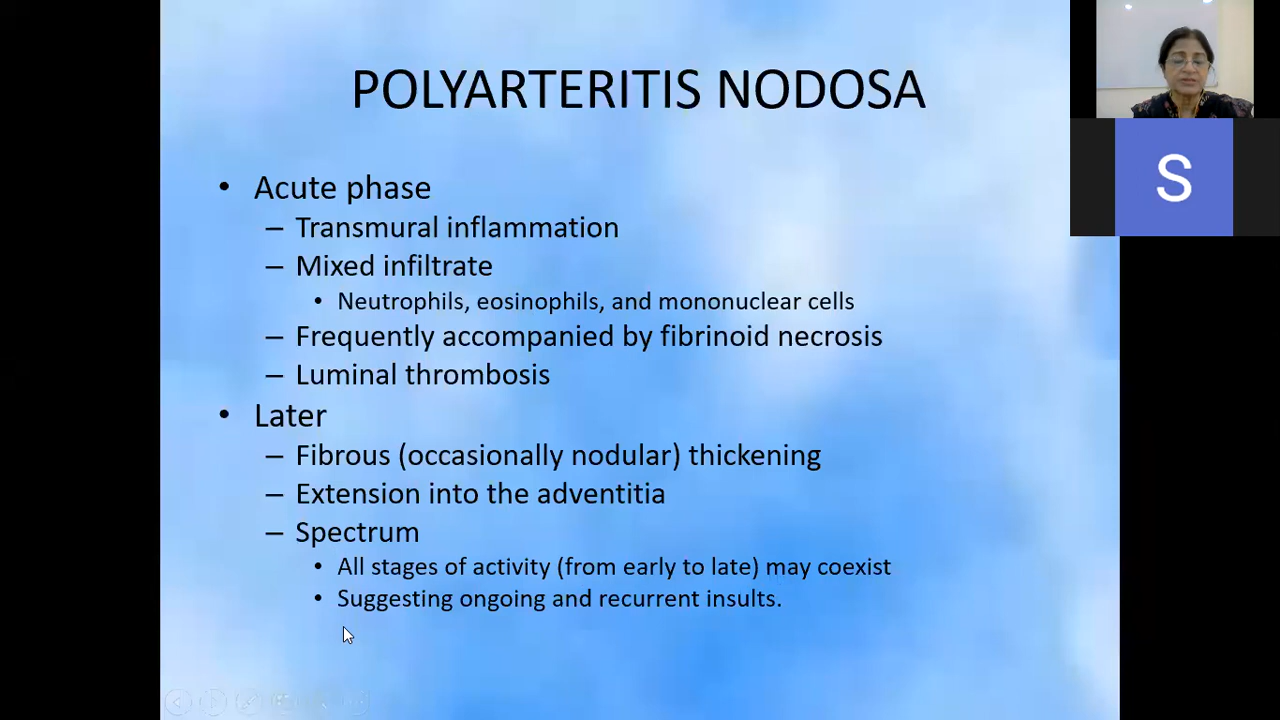 POLYARTERITIS NODOSA
• Acute phase
– Transmural inflammation
– Mixed infiltrate
• Neutrophils, eosinophils, and mononuclear cells
– Frequently accompanied by fibrinoid necrosis
– Luminal thrombosis
• Later
– Fibrous (occasionally nodular) thickening
– Extension into the adventitia
– Spectrum
• All stages of activity (from early to late) may coexist
• Suggesting ongoing and recurrent insults.
S